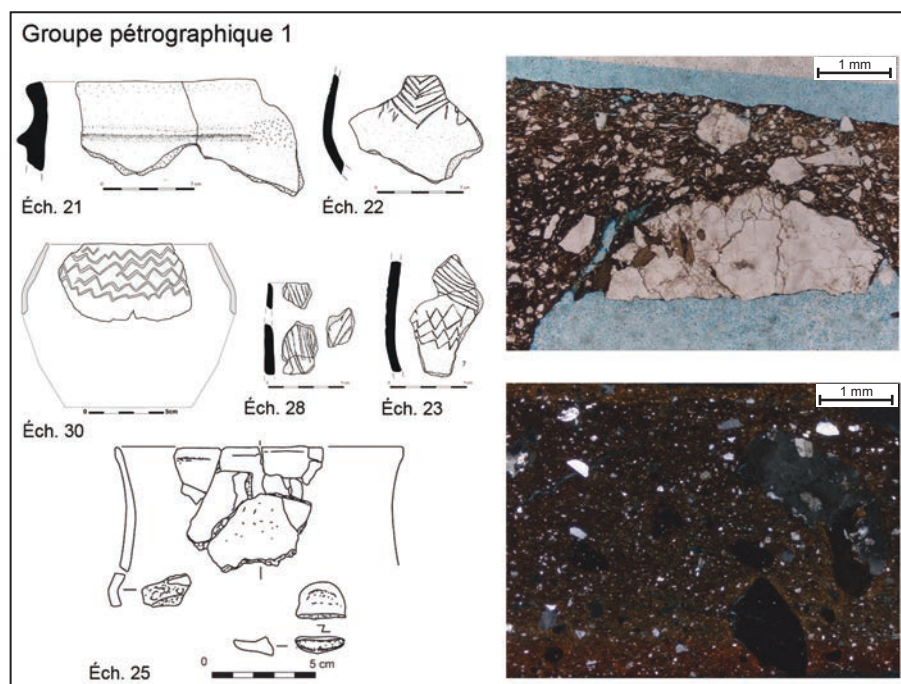 Groupe pétrographique 1
1 mm
Éch. 21
Éch. 22
Éch. 30
0 5cm
Éch. 28
Éch. 23
1 mm
Éch. 25
0 5 cm